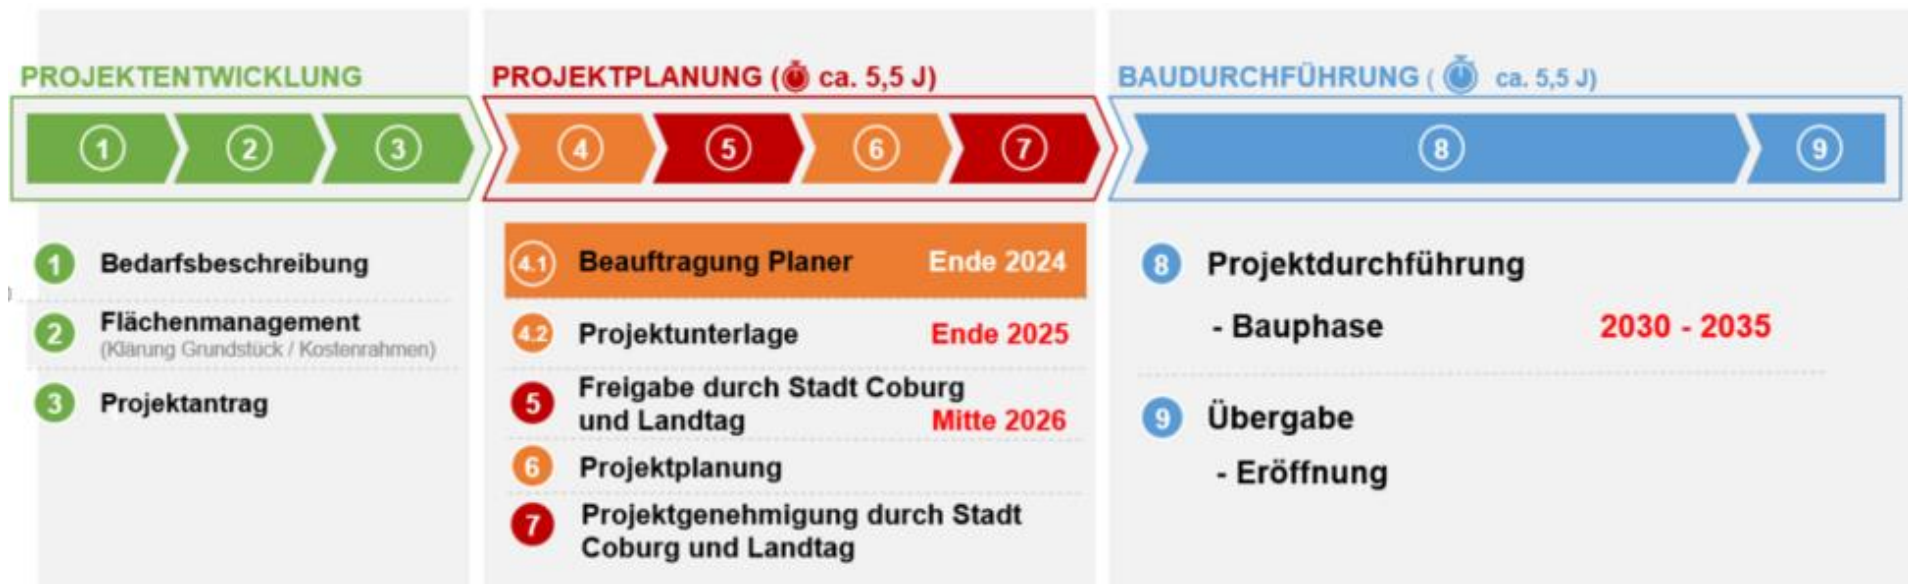 PROJEKTENTWICKLUNG
1
2
3
1 Bedarfsbeschreibung
2 Flächenmanagement
(Klärung Grundstück / Kostenrahmen)
3 Projektantrag
PROJEKTPLANUNG ( ca. 5,5 J)
4
5
6
7
4.1 Beauftragung Planer Ende 2024
4.2 Projektunterlage Ende 2025
5 Freigabe durch Stadt Coburg
und Landtag Mitte 2026
6 Projektplanung
7 Projektgenehmigung durch Stadt
Coburg und Landtag
BAUDURCHFÜHRUNG ( ca. 5,5 J)
8
9
8 Projektdurchführung
- Bauphase 2030 - 2035
9 Übergabe
- Eröffnung